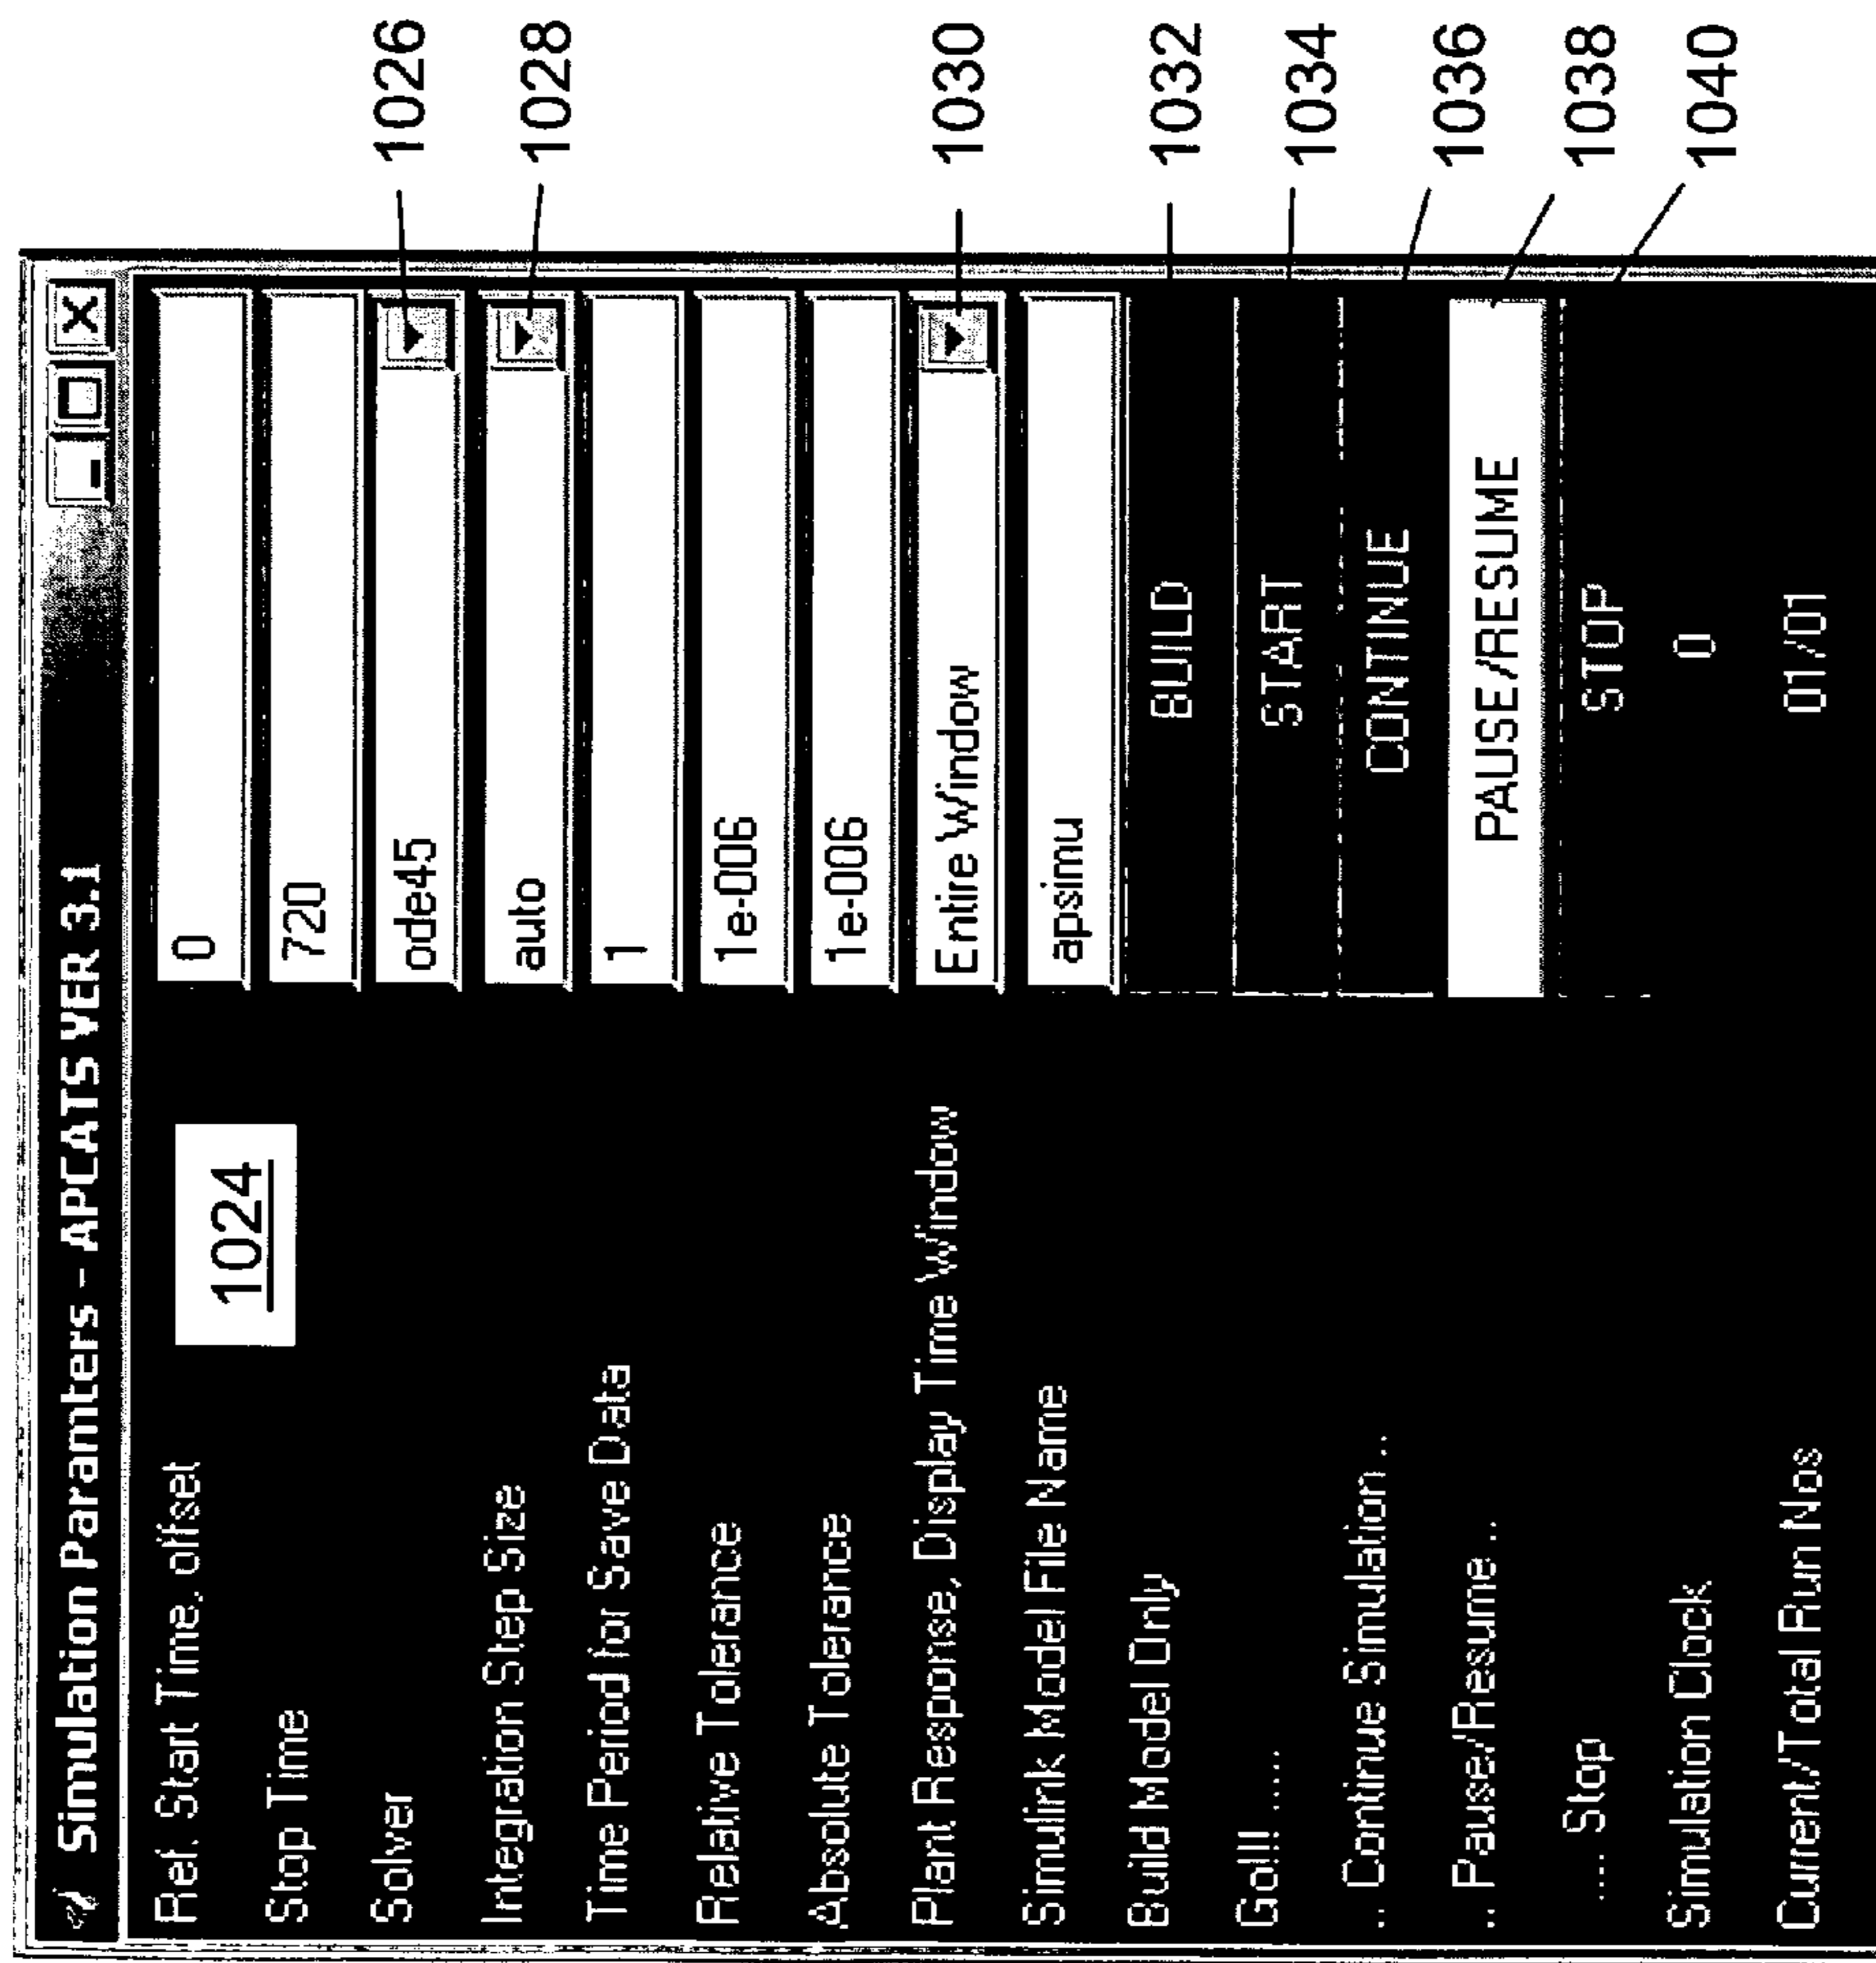 Simulation Paramters - APCATS VER 3.1
1024
Ref. Start Time, offset 0
Stop Time 720
Solver ode45 1026
Integration Step Size auto 1028
Time Period for Save Data 1
Relative Tolerance 1e-006
Absolute Tolerance 1e-006
Plant Response, Display Time Window Entire Window 1030
Simulink Model File Name apsimu
Build Model Only BUILD 1032
Go!!! ..... START 1034
.. Continue Simulation .. CONTINUE 1036
.. Pause/Resume .. PAUSE/RESUME 1038
.... Stop STOP 1040
Simulation Clock 0
Current/Total Run Nos 01/01